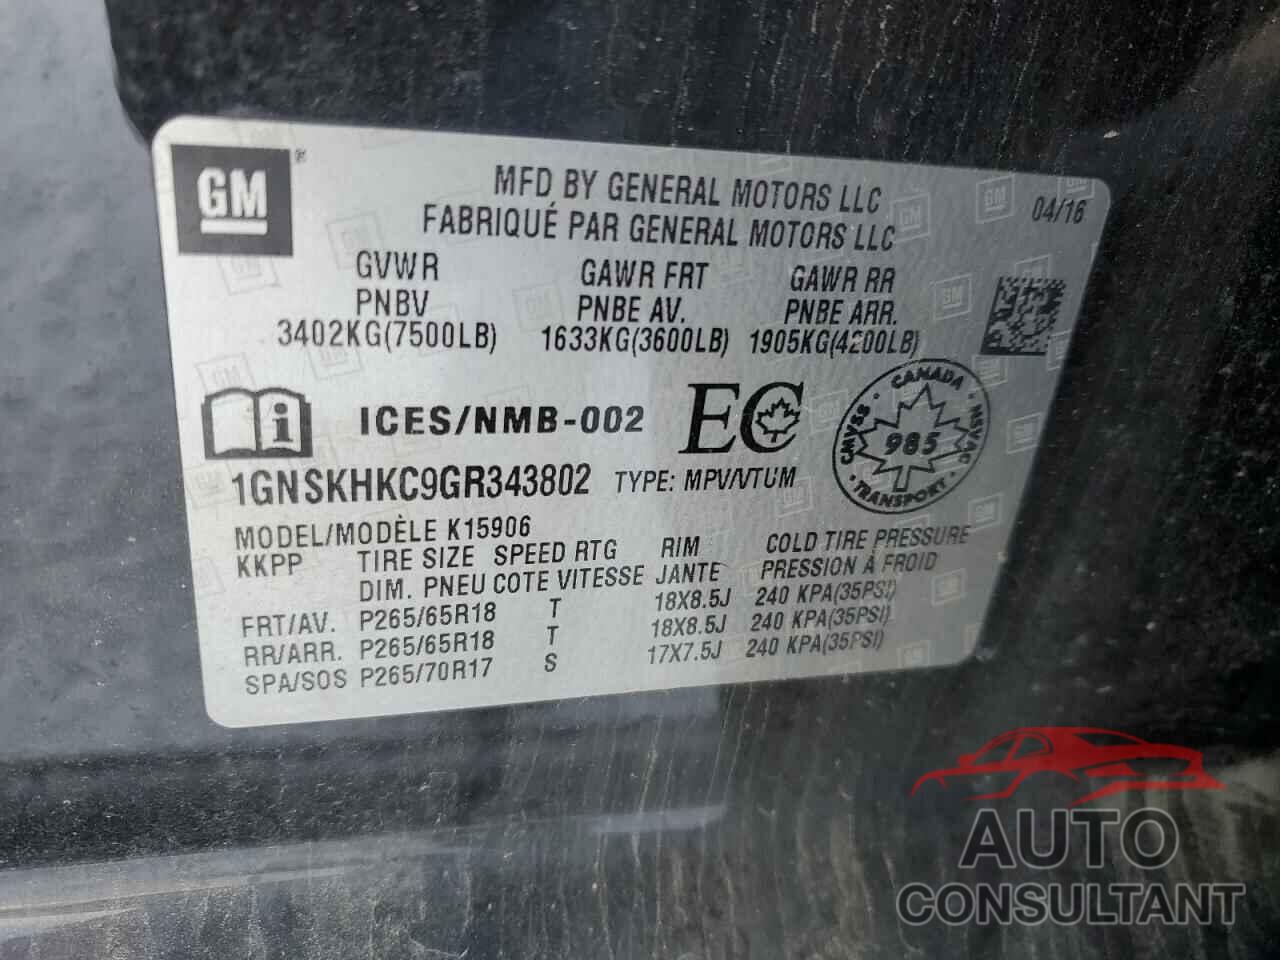 GM
MFD BY GENERAL MOTORS LLC
04/16
FABRIQUÉ PAR GENERAL MOTORS LLC
GVWR GAWR FRT GAWR RR
PNBV PNBE AV. PNBE ARR.
3402KG(7500LB) 1633KG(3600LB) 1905KG(4200LB)
i ICES/NMB-002 EC
CANADA CMVSS NSVAC 985 TRANSPORT
1GNSKHKC9GR343802 TYPE: MPV/VTUM
MODEL/MODÈLE K15906
KKPP TIRE SIZE SPEED RTG RIM COLD TIRE PRESSURE
DIM. PNEU COTE VITESSE JANTE PRESSION À FROID
FRT/AV. P265/65R18 T 18X8.5J 240 KPA(35PSI)
RR/ARR. P265/65R18 T 18X8.5J 240 KPA(35PSI)
SPA/SOS P265/70R17 S 17X7.5J 240 KPA(35PSI)
AUTO
CONSULTANT